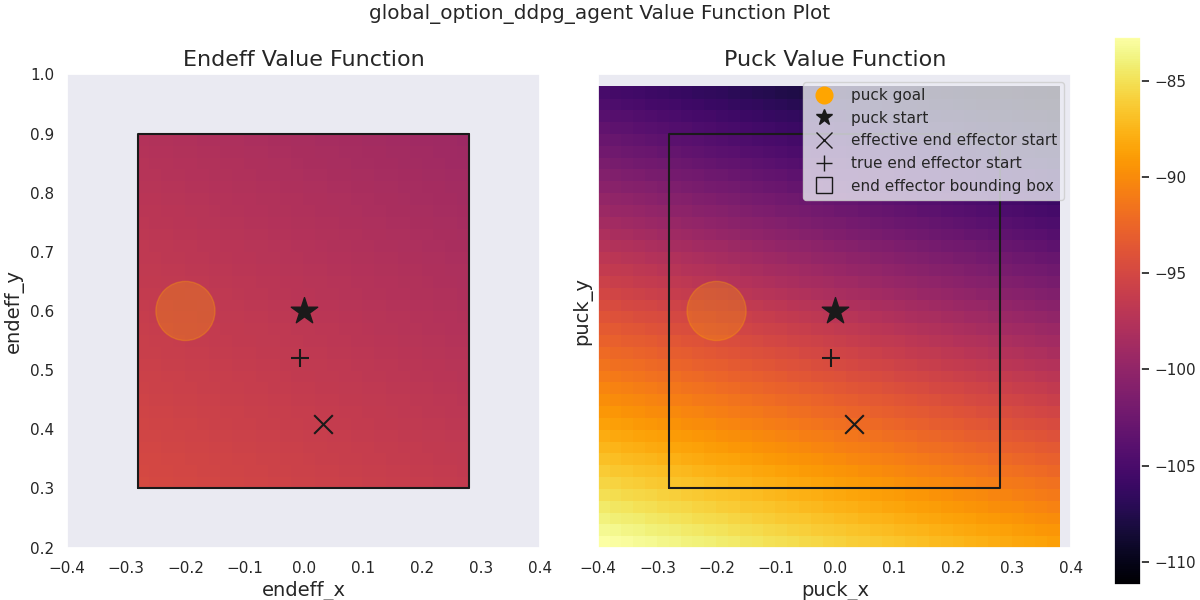 global_option_ddpg_agent Value Function Plot
Endeff Value Function
endeff_y
1.0
0.9
0.8
0.7
0.6
0.5
0.4
0.3
0.2
−0.4 −0.3 −0.2 −0.1 0.0 0.1 0.2 0.3 0.4
endeff_x
Puck Value Function
puck goal
puck start
effective end effector start
true end effector start
end effector bounding box
puck_y
−0.4 −0.3 −0.2 −0.1 0.0 0.1 0.2 0.3 0.4
puck_x
−85
−90
−95
−100
−105
−110